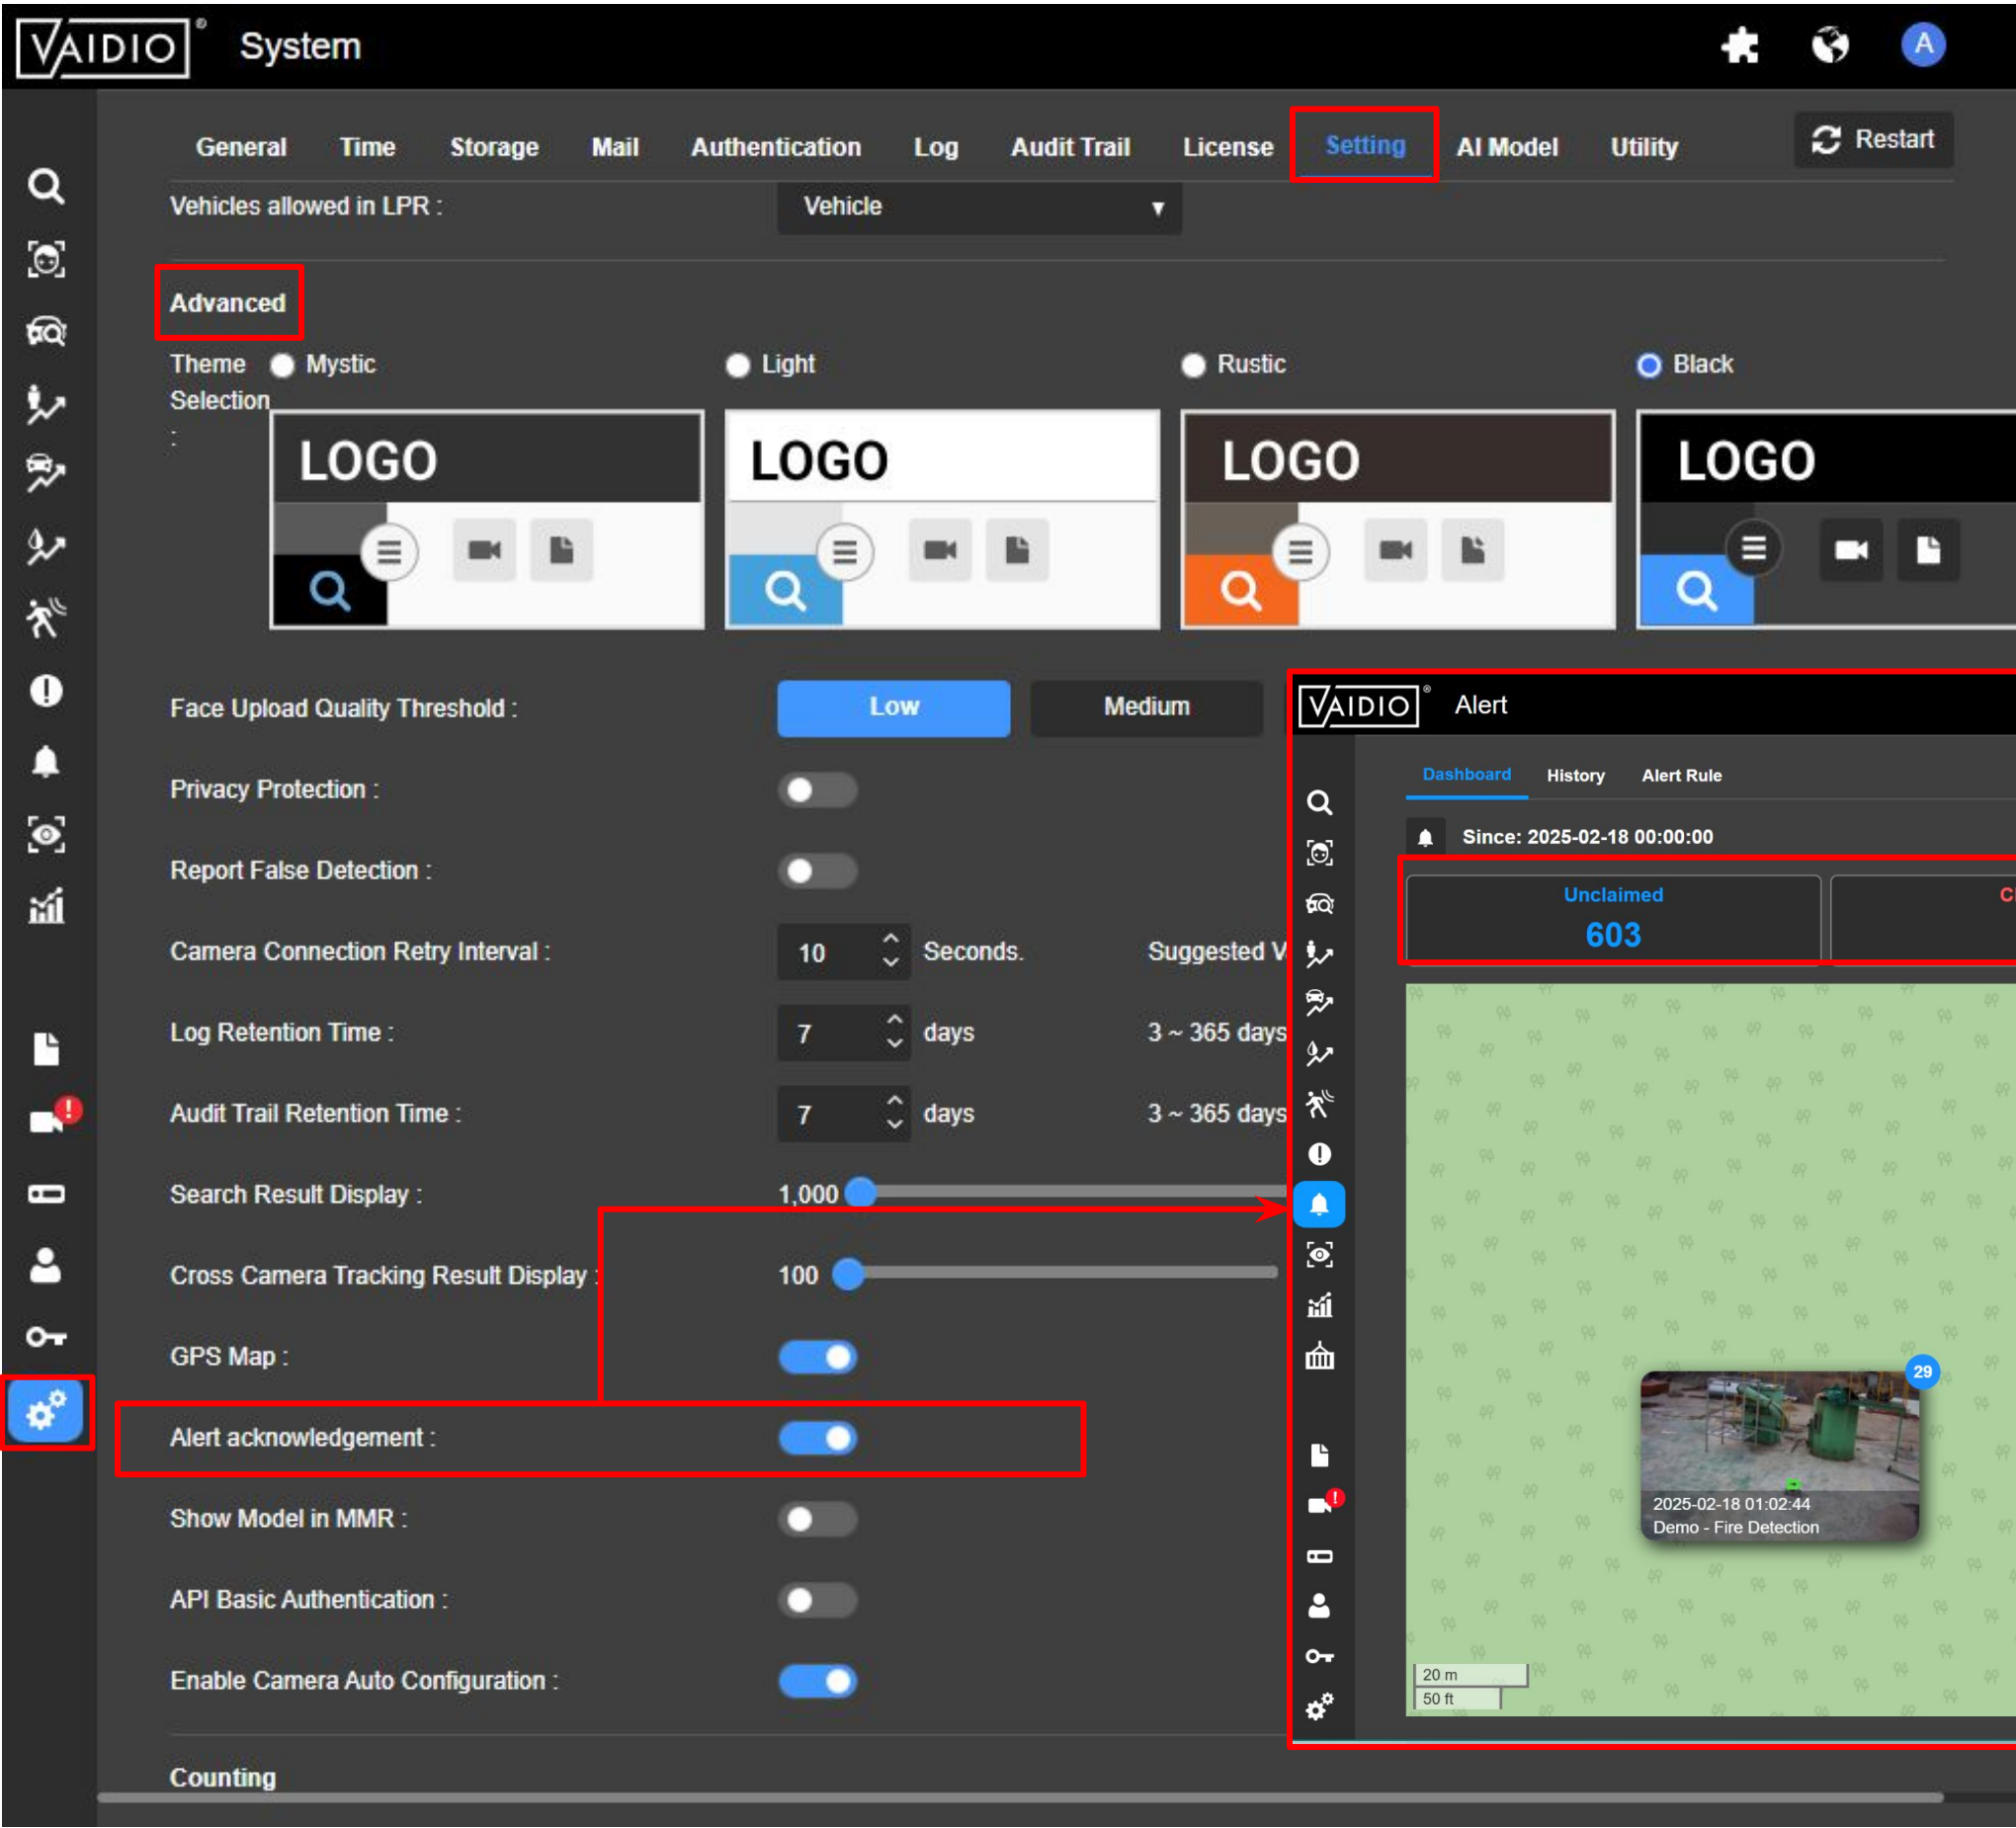 VAIDIO® System
A
General Time Storage Mail Authentication Log Audit Trail License Setting AI Model Utility Restart
Vehicles allowed in LPR : Vehicle
Advanced
Theme Selection : Mystic Light Rustic Black
LOGO LOGO LOGO LOGO
Face Upload Quality Threshold : Low Medium
Privacy Protection :
Report False Detection :
Camera Connection Retry Interval : 10 Seconds. Suggested V
Log Retention Time : 7 days 3 ~ 365 days
Audit Trail Retention Time : 7 days 3 ~ 365 days
Search Result Display : 1,000
Cross Camera Tracking Result Display : 100
GPS Map :
Alert acknowledgement :
Show Model in MMR :
API Basic Authentication :
Enable Camera Auto Configuration :
Counting
VAIDIO® Alert
Dashboard History Alert Rule
Since: 2025-02-18 00:00:00
Unclaimed
603
29
2025-02-18 01:02:44
Demo - Fire Detection
20 m
50 ft